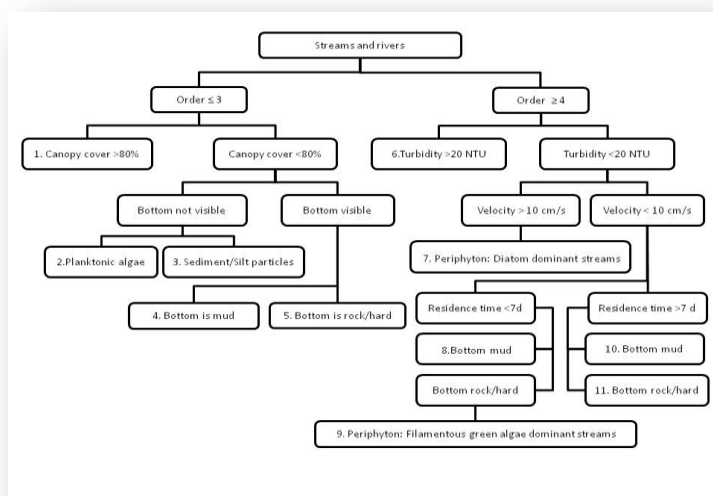 Streams and rivers
Order ≤ 3
Order ≥4
1. Canopy cover >80%
Canopy cover <80%
6.Turbidity >20 NTU
Turbidity <20 NTU
Bottom not visible
Bottom visible
Velocity > 10 cm/s
Velocity < 10 cm/s
2.Planktonic algae
3. Sediment/Silt particles
7. Periphyton: Diatom dominant streams
4. Bottom is mud
5. Bottom is rock/hard
Residence time <7d
Residence time >7 d
8.Bottom mud
10. Bottom mud
Bottom rock/hard
11. Bottom rock/hard
9. Periphyton: Filamentous green algae dominant streams